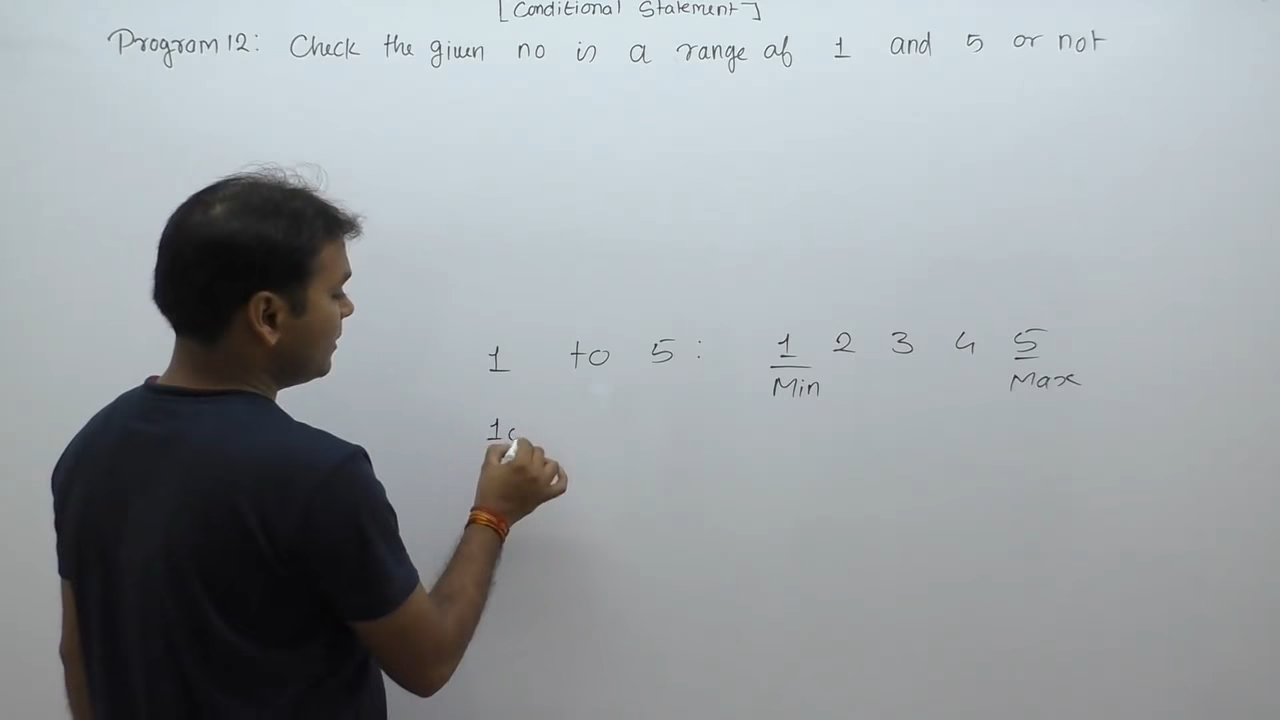 [Conditional Statement]
Program 12: Check the given no is a range of 1 and 5 or not
1 to 5: 1 2 3 4 5
Min Max
1